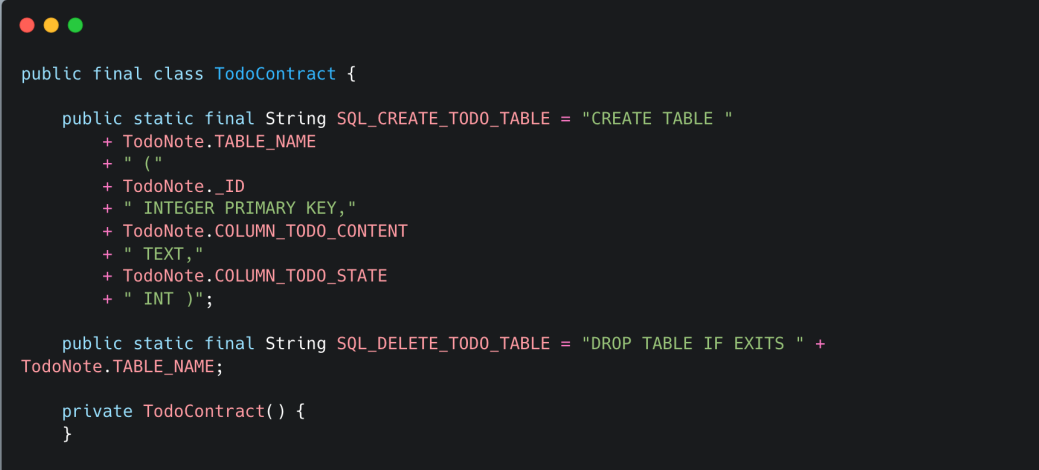 public final class TodoContract {
public static final String SQL_CREATE_TODO_TABLE = "CREATE TABLE "
+ TodoNote.TABLE_NAME
+ " ("
+ TodoNote._ID
+ " INTEGER PRIMARY KEY,"
+ TodoNote.COLUMN_TODO_CONTENT
+ " TEXT,"
+ TodoNote.COLUMN_TODO_STATE
+ " INT )";
public static final String SQL_DELETE_TODO_TABLE = "DROP TABLE IF EXITS " +
TodoNote.TABLE_NAME;
private TodoContract() {
}